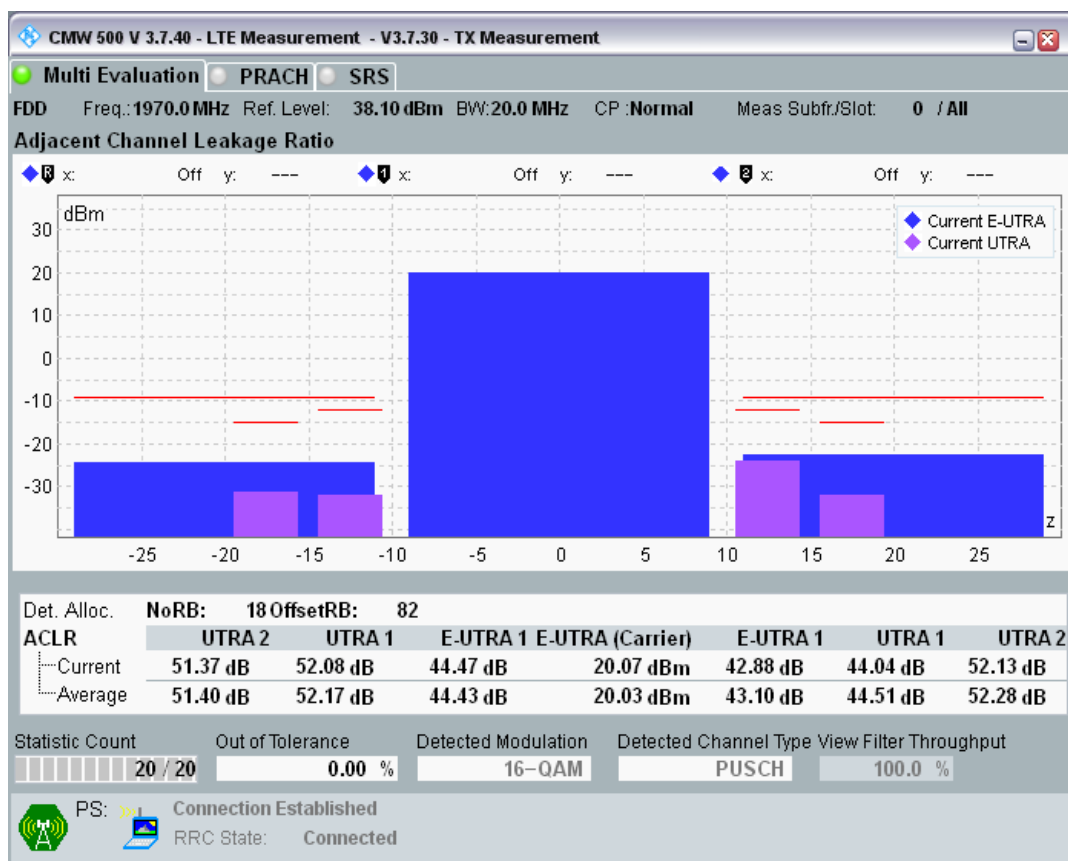 CMW 500 V 3.7.40 - LTE Measurement - V3.7.30 - TX Measurement
Multi Evaluation PRACH SRS
FDD Freq.: 1970.0 MHz Ref. Level: 38.10 dBm BW: 20.0 MHz CP : Normal Meas Subfr./Slot: 0 / All
Adjacent Channel Leakage Ratio
R x: Off y: --- 1 x: Off y: --- 2 x: Off y: ---
dBm
Current E-UTRA
Current UTRA
30
20
10
0
-10
-20
-30
z
-25 -20 -15 -10 -5 0 5 10 15 20 25
Det. Alloc. NoRB: 18 OffsetRB: 82
ACLR UTRA 2 UTRA 1 E-UTRA 1 E-UTRA (Carrier) E-UTRA 1 UTRA 1 UTRA 2
Current 51.37 dB 52.08 dB 44.47 dB 20.07 dBm 42.88 dB 44.04 dB 52.13 dB
Average 51.40 dB 52.17 dB 44.43 dB 20.03 dBm 43.10 dB 44.51 dB 52.28 dB
Statistic Count Out of Tolerance Detected Modulation Detected Channel Type View Filter Throughput
20 / 20 0.00 % 16-QAM PUSCH 100.0 %
PS: Connection Established
RRC State: Connected